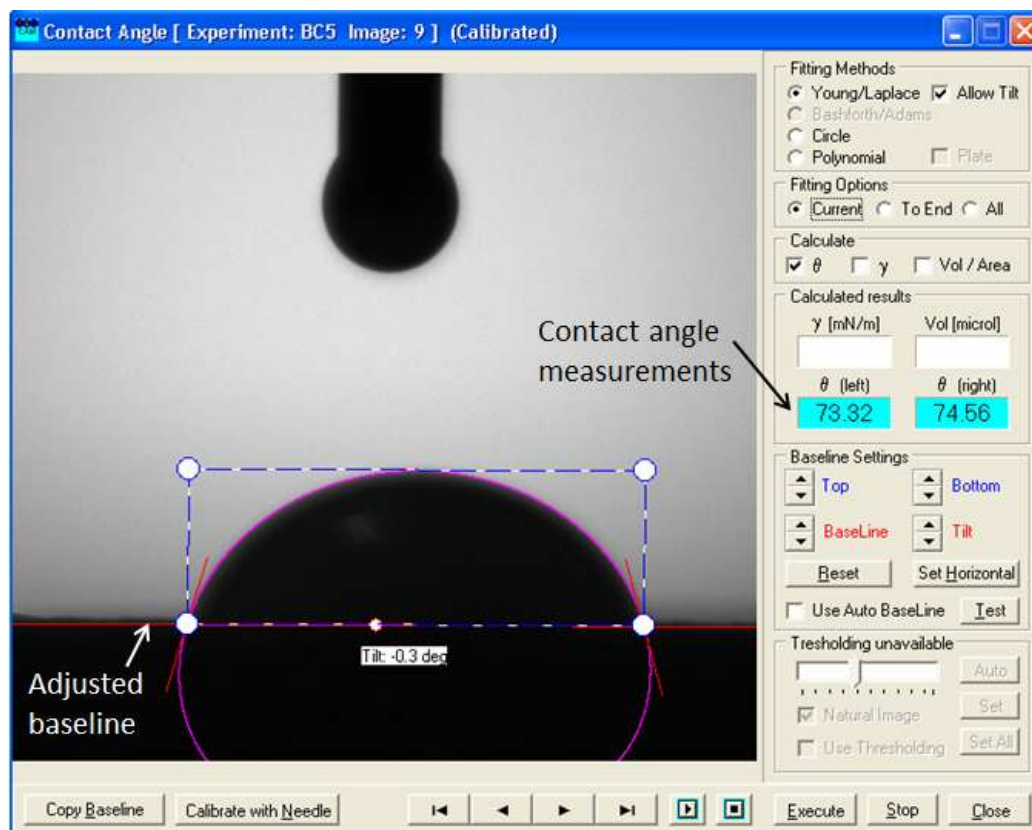 Contact Angle [ Experiment: BC5 Image: 9 ] (Calibrated)
Fitting Methods
Young/Laplace Allow Tilt
Bashforth/Adams
Circle
Polynomial Plate
Fitting Options
Current To End All
Calculate
θ γ Vol / Area
Calculated results
γ [mN/m] Vol [microl]
θ (left) θ (right)
73.32 74.56
Contact angle
measurements
Baseline Settings
Top Bottom
BaseLine Tilt
Reset Set Horizontal
Use Auto BaseLine Test
Tilt: -0.3 deg
Adjusted
baseline
Tresholding unavailable
Auto
Natural Image Set
Use Thresholding Set All
Copy Baseline Calibrate with Needle Execute Stop Close